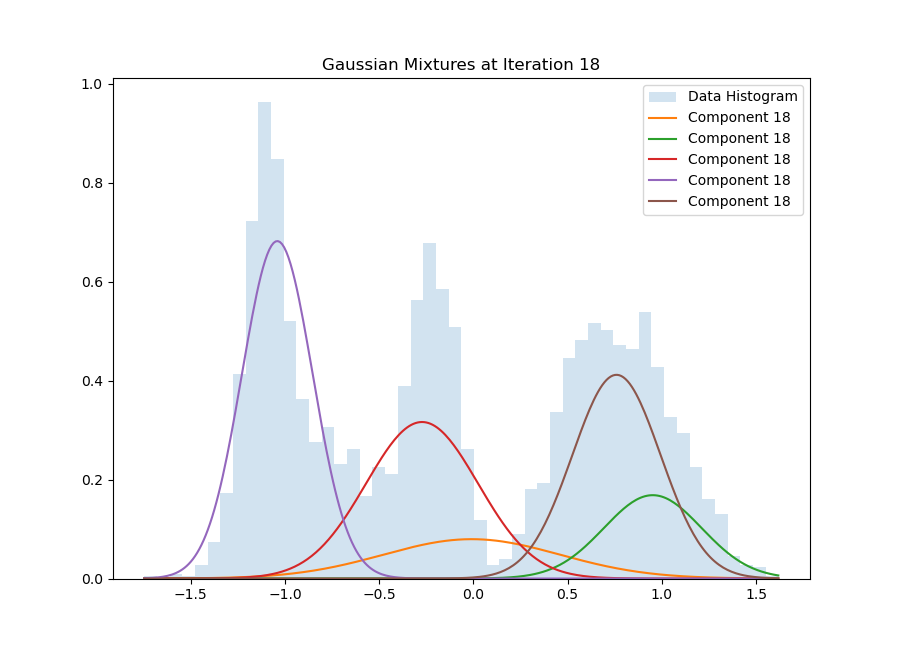 Gaussian Mixtures at Iteration 18
1.0
0.8
0.6
0.4
0.2
0.0
Data Histogram
Component 18
Component 18
Component 18
Component 18
Component 18
−1.5 −1.0 −0.5 0.0 0.5 1.0 1.5